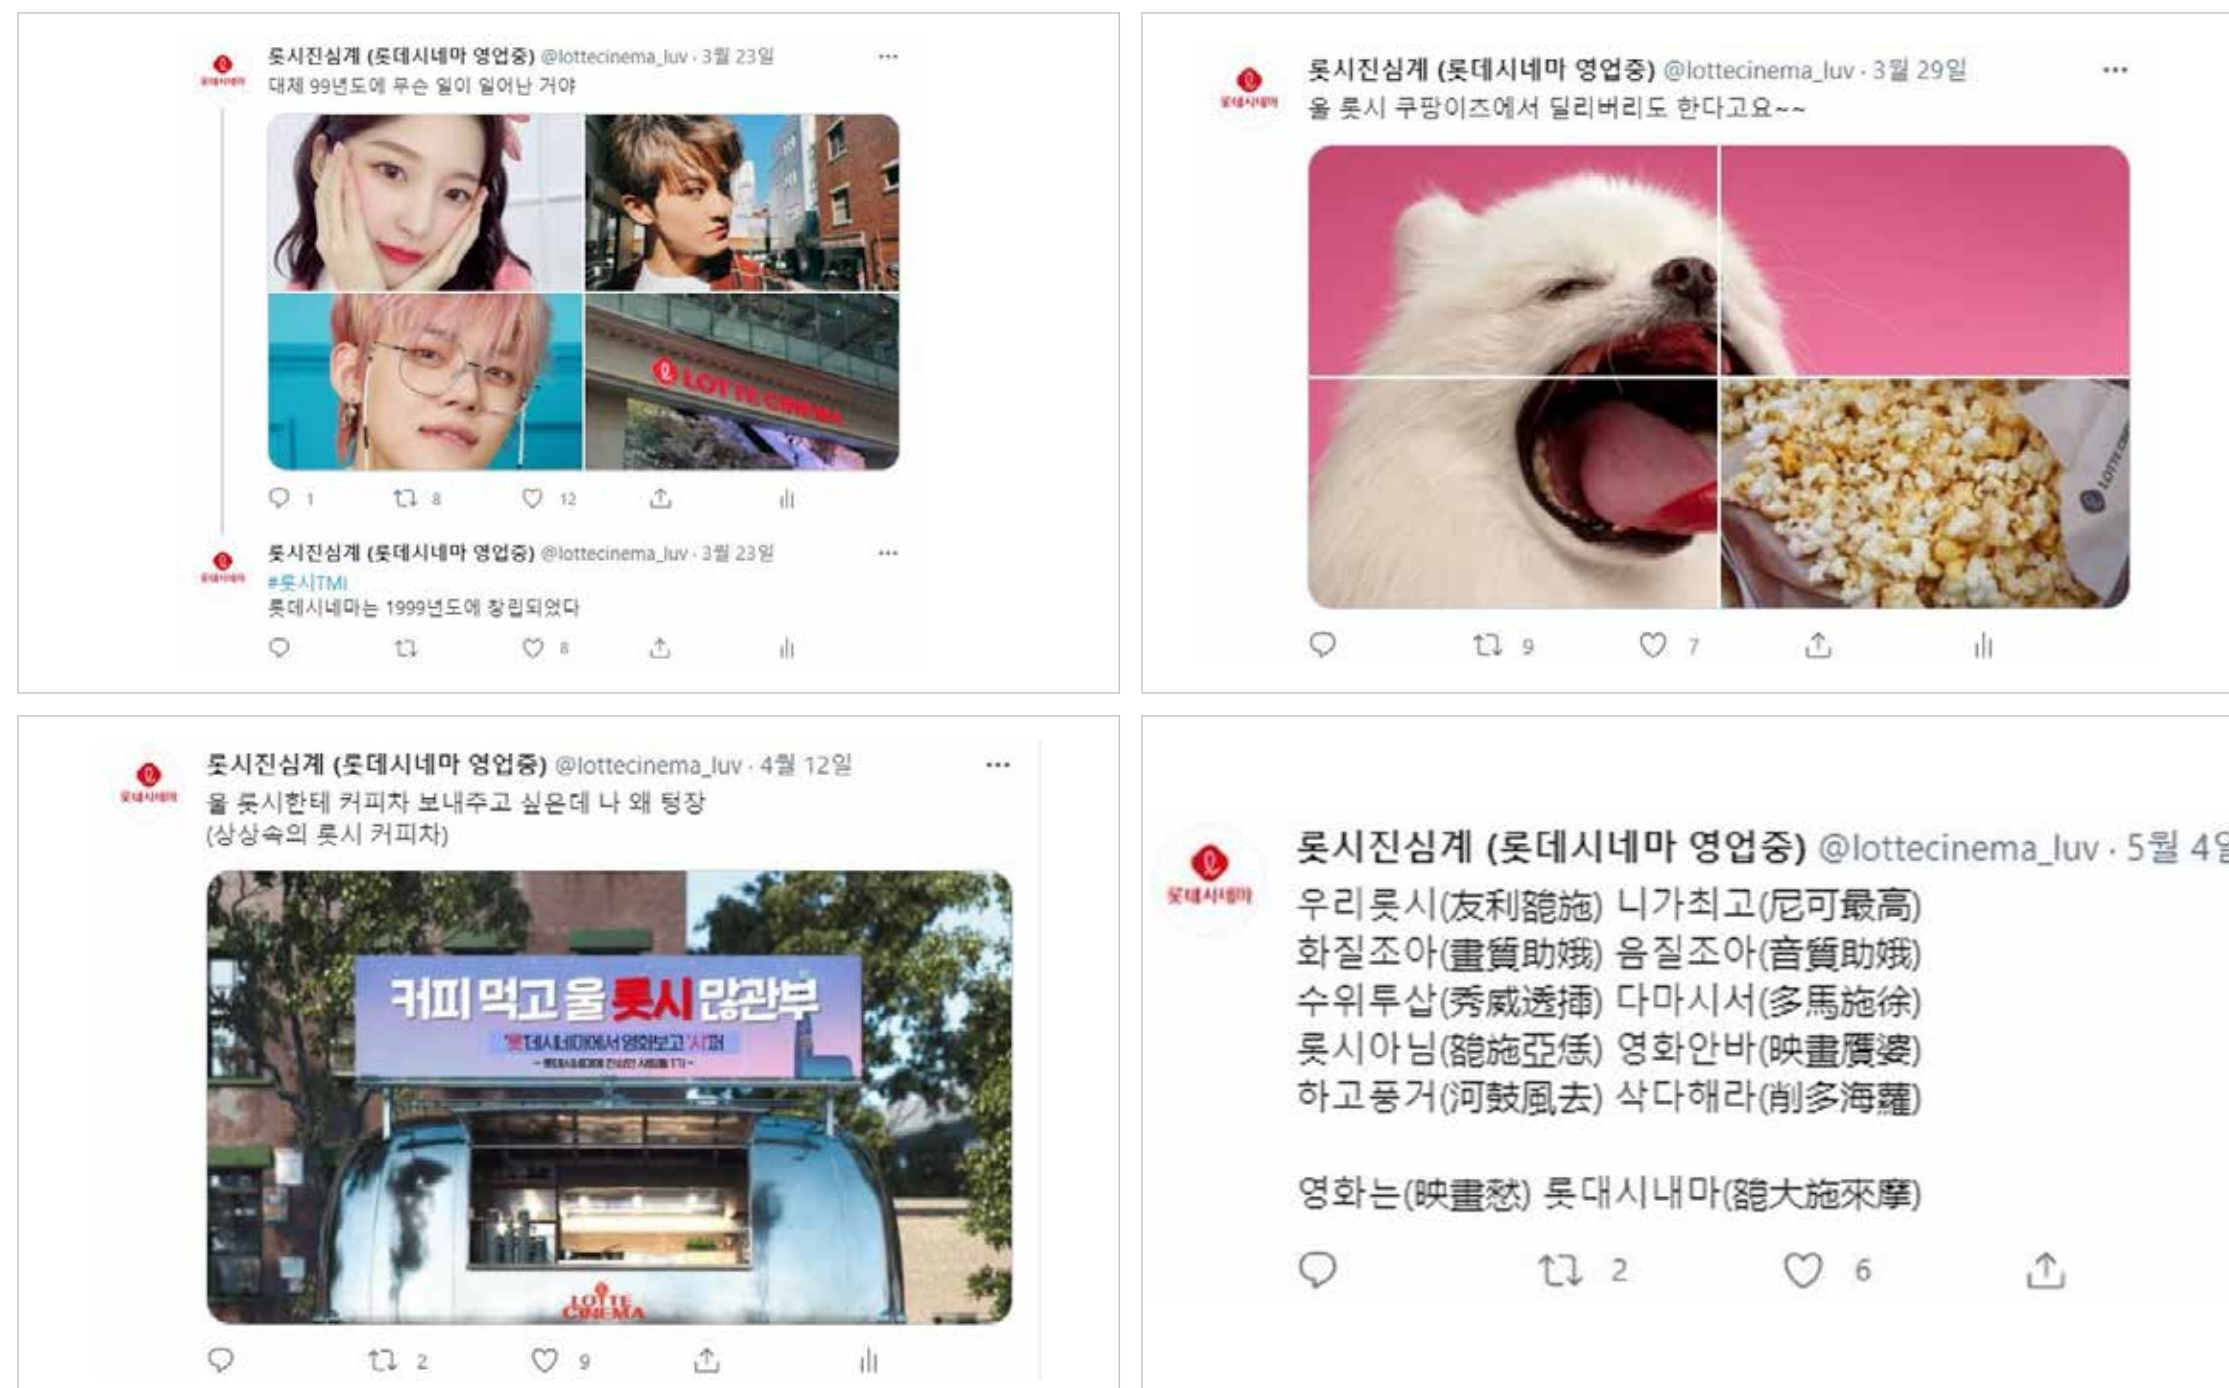 롯시진심계 (롯데시네마 영업중) @lottecinema_luv · 3월 23일
대체 99년도에 무슨 일이 일어난 거야
LOTTE CINEMA
1 8 12
롯시진심계 (롯데시네마 영업중) @lottecinema_luv · 3월 23일
#롯시TMI
롯데시네마는 1999년도에 창립되었다
8
롯시진심계 (롯데시네마 영업중) @lottecinema_luv · 3월 29일
울 롯시 쿠팡이츠에서 딜리버리도 한다고요~~
9 7
롯시진심계 (롯데시네마 영업중) @lottecinema_luv · 4월 12일
울 롯시한테 커피차 보내주고 싶은데 나 왜 텅장
(상상속의 롯시 커피차)
커피 먹고 울 롯시 많관부
'롯'데시네마에서 영화보고 '시'퍼
LOTTE
CINEMA
2 9
롯데시네마
롯시진심계 (롯데시네마 영업중) @lottecinema_luv · 5월 4일
우리롯시(友利 施) 니가최고(尼可最高)
화질조아(畫質助娥) 음질조아(音質助娥)
수위투삽(秀威透揷) 다마시서(多馬施徐)
롯시아님( 施亞恁) 영화안바(映畫贋婆)
하고풍거(河鼓風去) 삭다해라(削多海蘿)
영화는(映畫 ) 롯대시내마( 大施來摩)
2 6